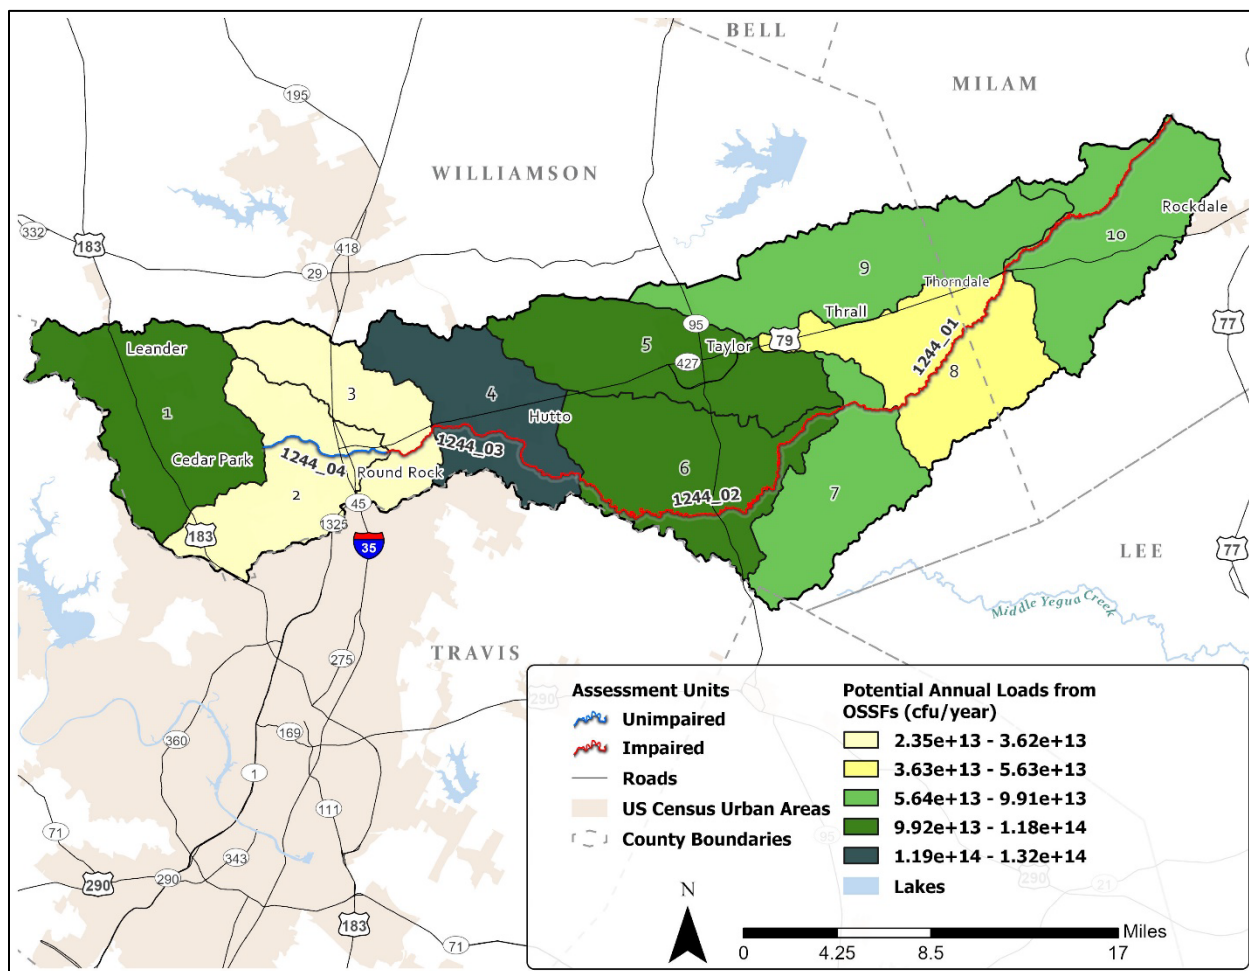 BELL
MILAM
195
WILLIAMSON
Rockdale
332
183
418
10
29
9
Thorndale
Thrall
77
95
79
Leander
5
Taylor
1244_01
427
8
3
4
1
Hutto
Cedar Park
1244_04
Round Rock
1244_03
6
2
1244_02
7
45
183
1325
35
LEE
77
Middle Yegua Creek
TRAVIS
275
290
169
360
1
111
71
343
290
290
183
71
95
290
21
Assessment Units
Unimpaired
Impaired
Roads
US Census Urban Areas
County Boundaries
Potential Annual Loads from
OSSFs (cfu/year)
2.35e+13 - 3.62e+13
3.63e+13 - 5.63e+13
5.64e+13 - 9.91e+13
9.92e+13 - 1.18e+14
1.19e+14 - 1.32e+14
Lakes
N
Miles
0 4.25 8.5 17